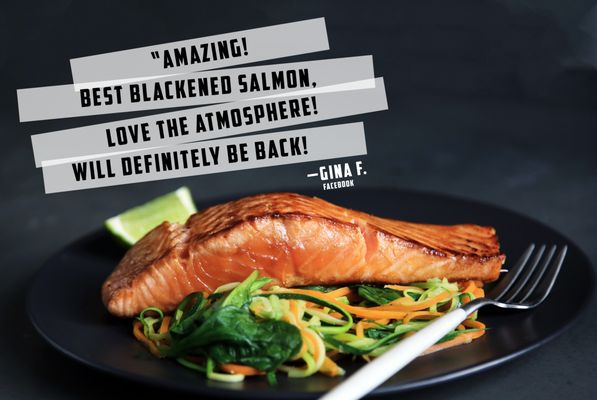 "AMAZING!
BEST BLACKENED SALMON,
LOVE THE ATMOSPHERE!
WILL DEFINITELY BE BACK!
—GINA F.
FACEBOOK